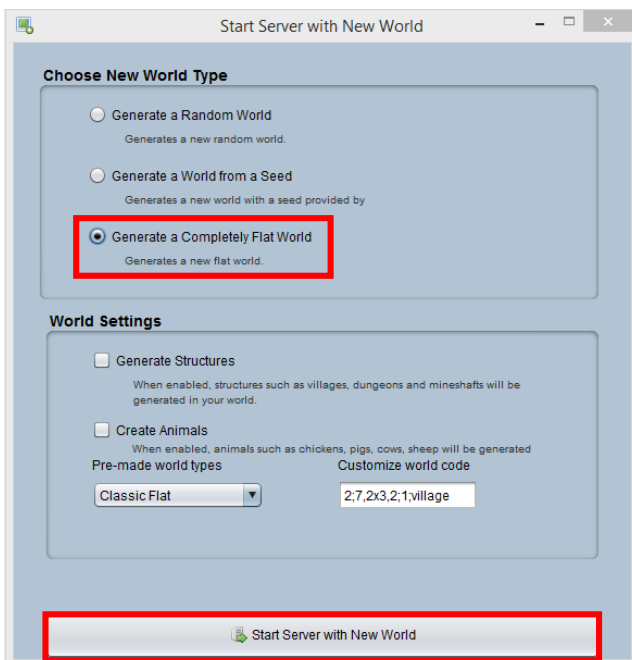 Start Server with New World
Choose New World Type
Generate a Random World
Generates a new random world.
Generate a World from a Seed
Generates a new world with a seed provided by
Generate a Completely Flat World
Generates a new flat world.
World Settings
Generate Structures
When enabled, structures such as villages, dungeons and mineshafts will be
generated in your world.
Create Animals
When enabled, animals such as chickens, pigs, cows, sheep will be generated
Pre-made world types Customize world code
Classic Flat 2;7,2x3,2;1;village
Start Server with New World